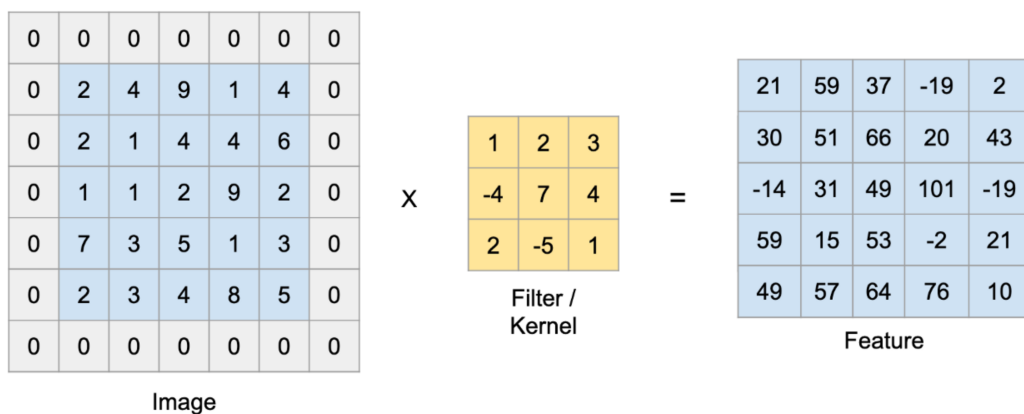 0 0 0 0 0 0 0
0 2 4 9 1 4 0
0 2 1 4 4 6 0
0 1 1 2 9 2 0
0 7 3 5 1 3 0
0 2 3 4 8 5 0
0 0 0 0 0 0 0
Image
x
1 2 3
-4 7 4
2 -5 1
Filter /
Kernel
=
21 59 37 -19 2
30 51 66 20 43
-14 31 49 101 -19
59 15 53 -2 21
49 57 64 76 10
Feature